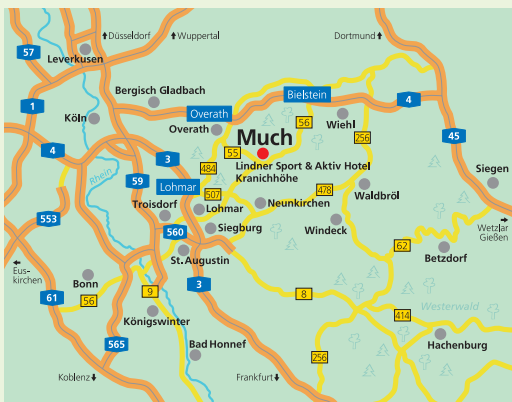 Düsseldorf
Wuppertal
Dortmund
57
Leverkusen
Bergisch Gladbach
Bielstein
4
1
Overath
56
Wiehl
Köln
Overath
Much
256
45
4
3
55
Lindner Sport & Aktiv Hotel
Kranichhöhe
484
Siegen
Rhein
59
Lohmar
507
478
Waldbröl
553
Troisdorf
Lohmar
Neunkirchen
Wetzlar
Gießen
560
Siegburg
Windeck
62
St. Augustin
Betzdorf
Eus-
kirchen
Bonn
3
61
56
9
8
Westerwald
Königswinter
414
565
Hachenburg
Bad Honnef
256
Koblenz
Frankfurt